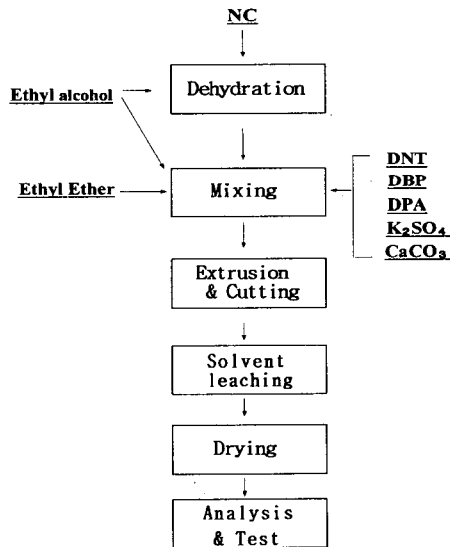 NC
Dehydration
Ethyl alcohol
Mixing
Ethyl Ether
DNT
DBP
DPA
K₂SO₄
CaCO₃
Extrusion
& Cutting
Solvent
leaching
Drying
Analysis
& Test